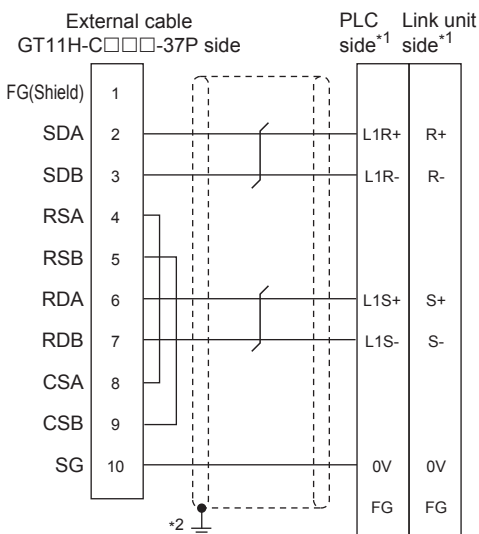 External cable
GT11H-C□□□-37P side
PLC side*1
Link unit side*1
FG(Shield) 1
SDA 2 L1R+ R+
SDB 3 L1R- R-
RSA 4
RSB 5
RDA 6 L1S+ S+
RDB 7 L1S- S-
CSA 8
CSB 9
SG 10 0V 0V
FG FG
*2